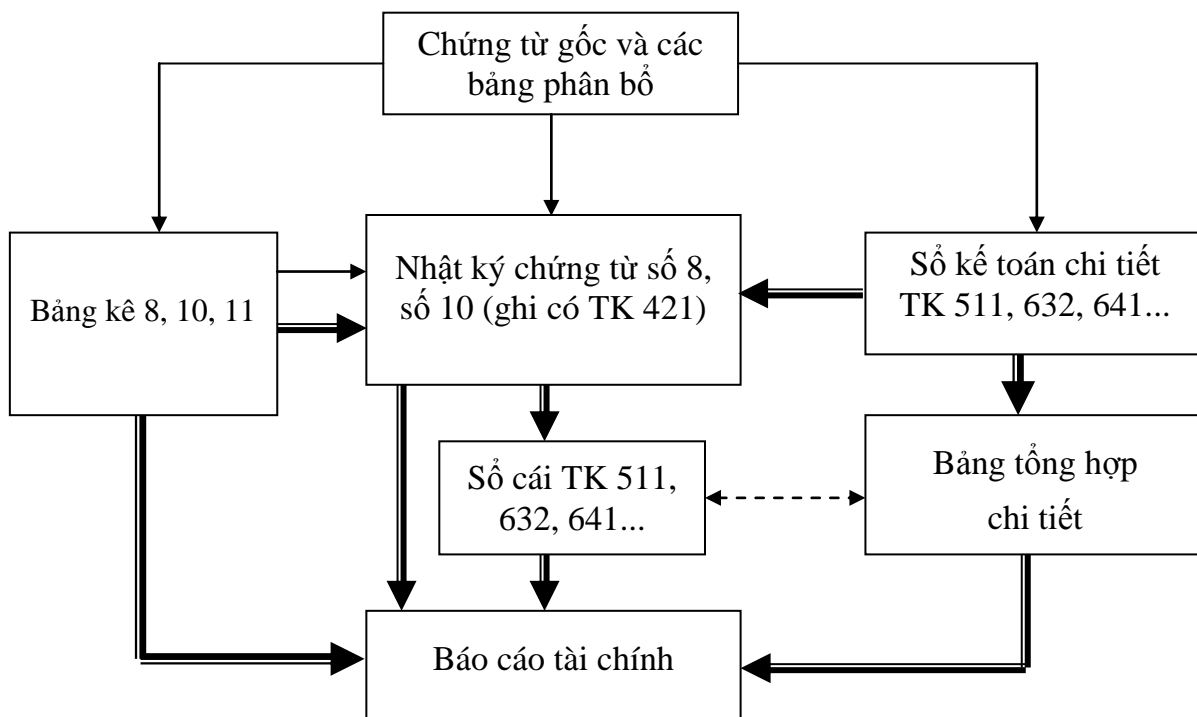 Chứng từ gốc và các
bảng phân bổ
Bảng kê 8, 10, 11
Nhật ký chứng từ số 8,
số 10 (ghi có TK 421)
Sổ kế toán chi tiết
TK 511, 632, 641...
Sổ cái TK 511,
632, 641...
Bảng tổng hợp
chi tiết
Báo cáo tài chính